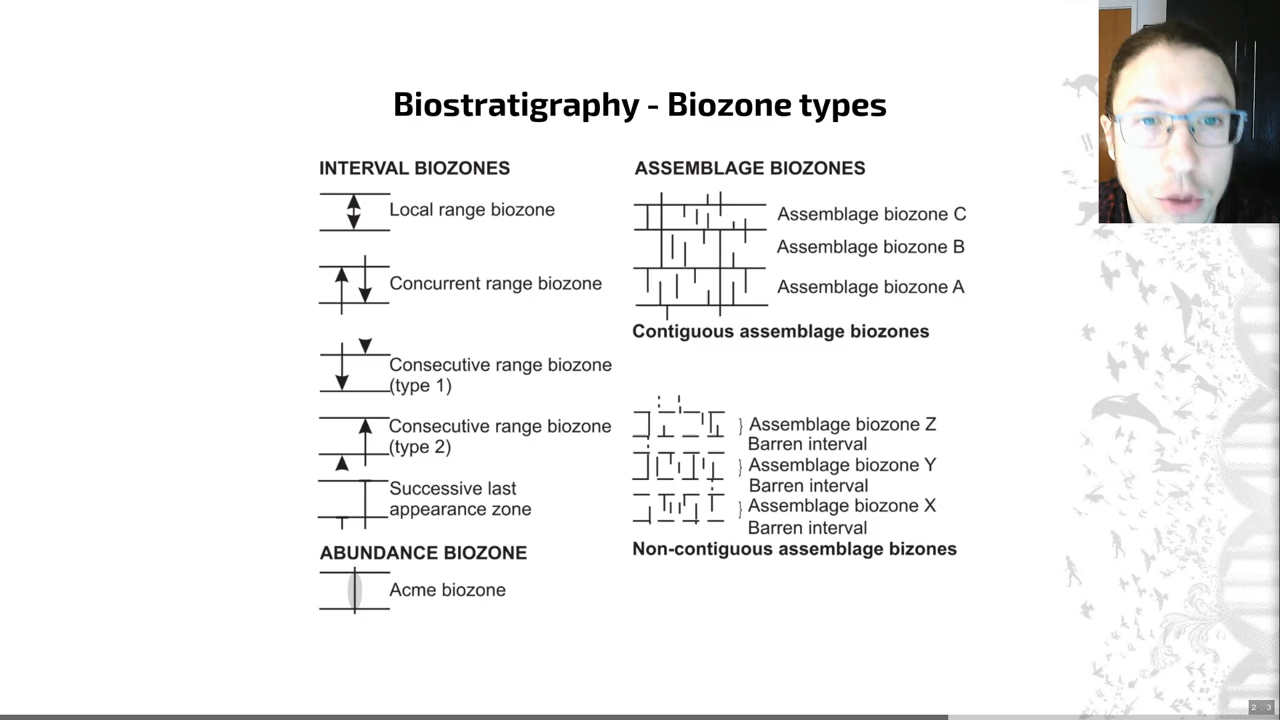 Biostratigraphy - Biozone types
INTERVAL BIOZONES
Local range biozone
Concurrent range biozone
Consecutive range biozone
(type 1)
Consecutive range biozone
(type 2)
Successive last
appearance zone
ABUNDANCE BIOZONE
Acme biozone
ASSEMBLAGE BIOZONES
Assemblage biozone C
Assemblage biozone B
Assemblage biozone A
Contiguous assemblage biozones
Assemblage biozone Z
Barren interval
Assemblage biozone Y
Barren interval
Assemblage biozone X
Barren interval
Non-contiguous assemblage bizones
2 . 3